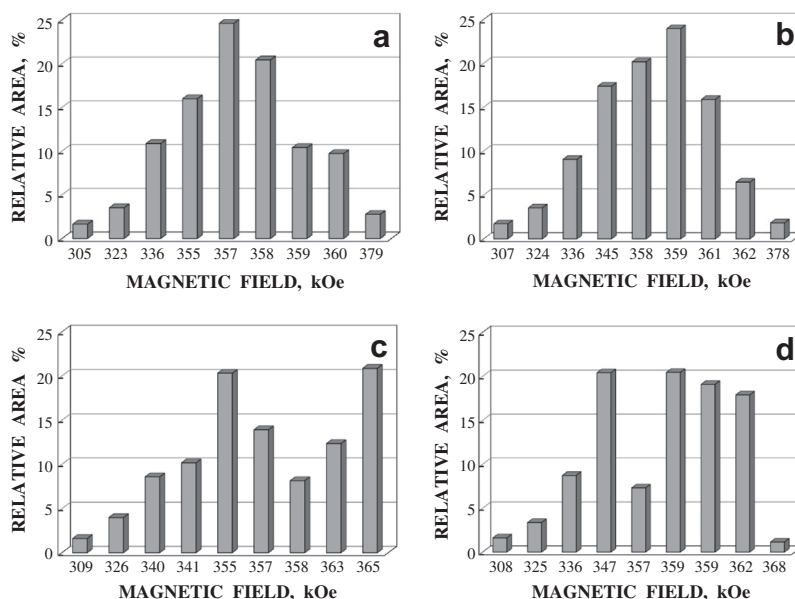 a
RELATIVE AREA, %
25
20
15
10
5
0
305 323 336 355 357 358 359 360 379
MAGNETIC FIELD, kOe
b
RELATIVE AREA, %
25
20
15
10
5
0
307 324 336 345 358 359 361 362 378
MAGNETIC FIELD, kOe
c
RELATIVE AREA %
25
20
15
10
5
0
309 326 340 341 355 357 358 363 365
MAGNETIC FIELD, kOe
d
RELATIVE AREA, %
25
20
15
10
5
0
308 325 336 347 357 359 359 362 368
MAGNETIC FIELD, kOe